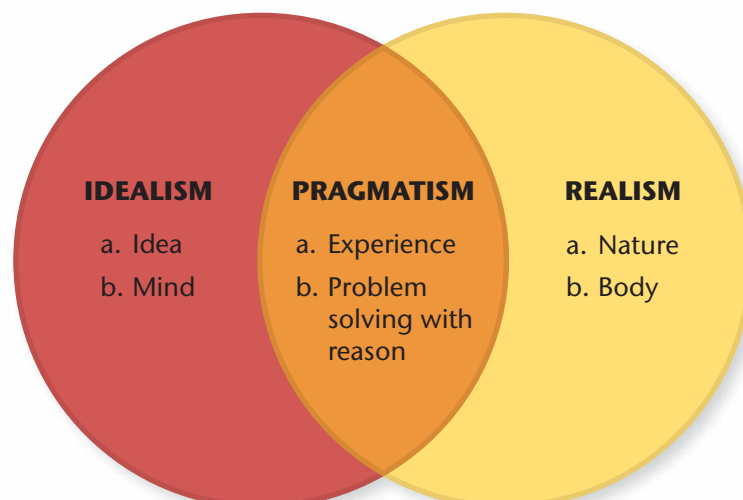 IDEALISM
a. Idea
b. Mind
PRAGMATISM
a. Experience
b. Problem
solving with
reason
REALISM
a. Nature
b. Body